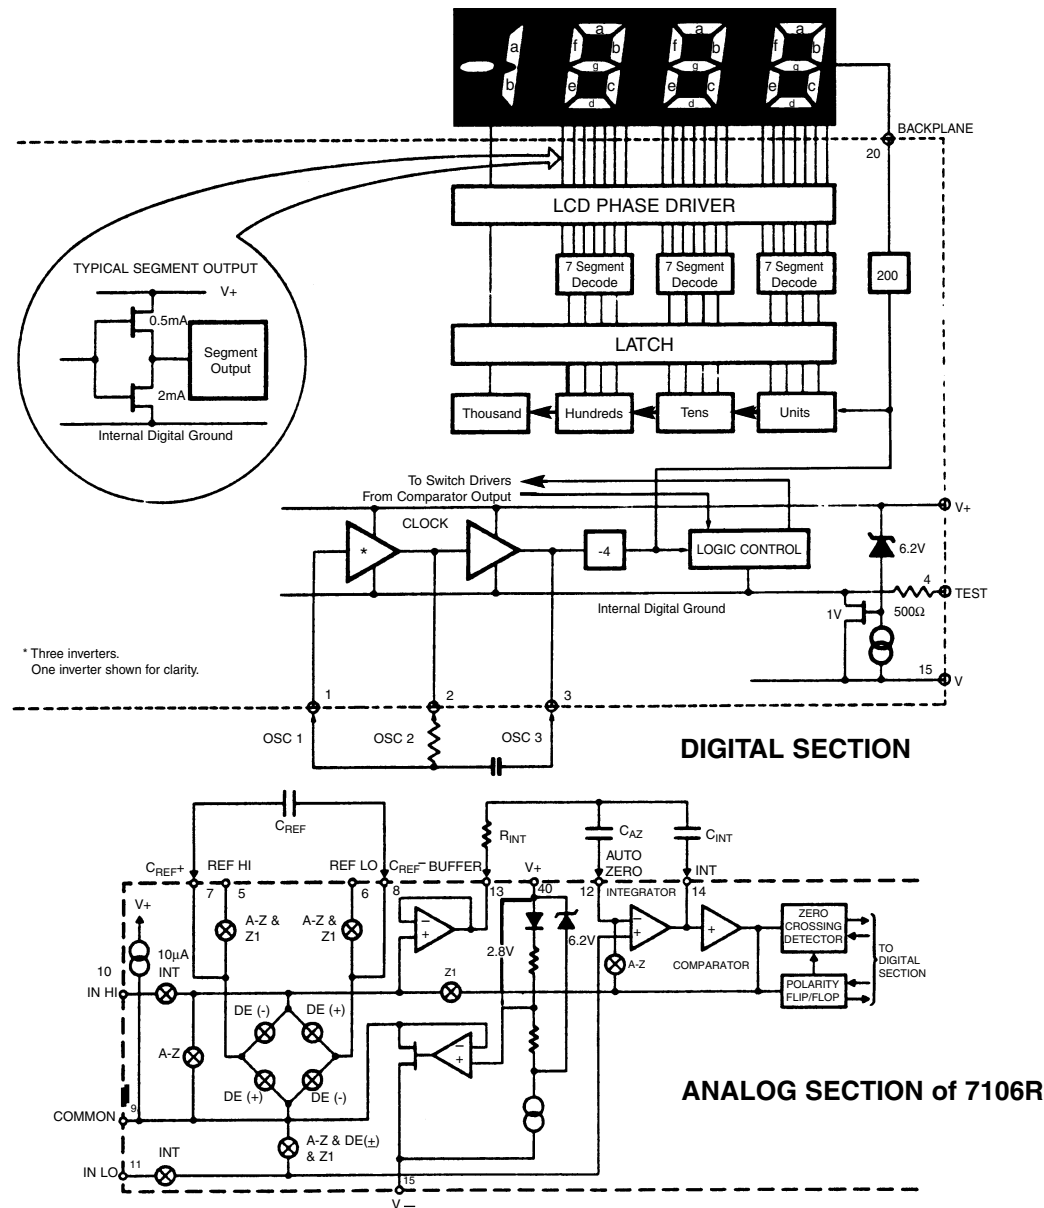 a
b
a
f
b
g
e
c
d
a
f
b
g
e
c
d
a
f
b
g
e
c
d
BACKPLANE
20
LCD PHASE DRIVER
TYPICAL SEGMENT OUTPUT
V+
0.5mA
Segment
Output
2mA
Internal Digital Ground
7 Segment
Decode
7 Segment
Decode
7 Segment
Decode
200
LATCH
Thousand
Hundreds
Tens
Units
To Switch Drivers
From Comparator Output
V+
CLOCK
*
-4
LOGIC CONTROL
6.2V
4
TEST
Internal Digital Ground
1V
500Ω
* Three inverters.
One inverter shown for clarity.
15
V
1
2
3
OSC 1
OSC 2
OSC 3
DIGITAL SECTION
CREF
RINT
CAZ
CINT
CREF+
REF HI
REF LO
CREF–
BUFFER
V+
AUTO
ZERO
INT
7
5
6
8
13
40
12
INTEGRATOR
14
V+
A-Z &
Z1
A-Z &
Z1
–
+
6.2V
2.8V
–
+
+
ZERO
CROSSING
DETECTOR
10µA
10
INT
Z1
A-Z
COMPARATOR
TO
DIGITAL
SECTION
IN HI
POLARITY
FLIP/FLOP
DE (-)
DE (+)
A-Z
–
+
DE (+)
DE (-)
ANALOG SECTION of 7106R
9
COMMON
A-Z & DE(±)
& Z1
INT
IN LO
11
15
V –